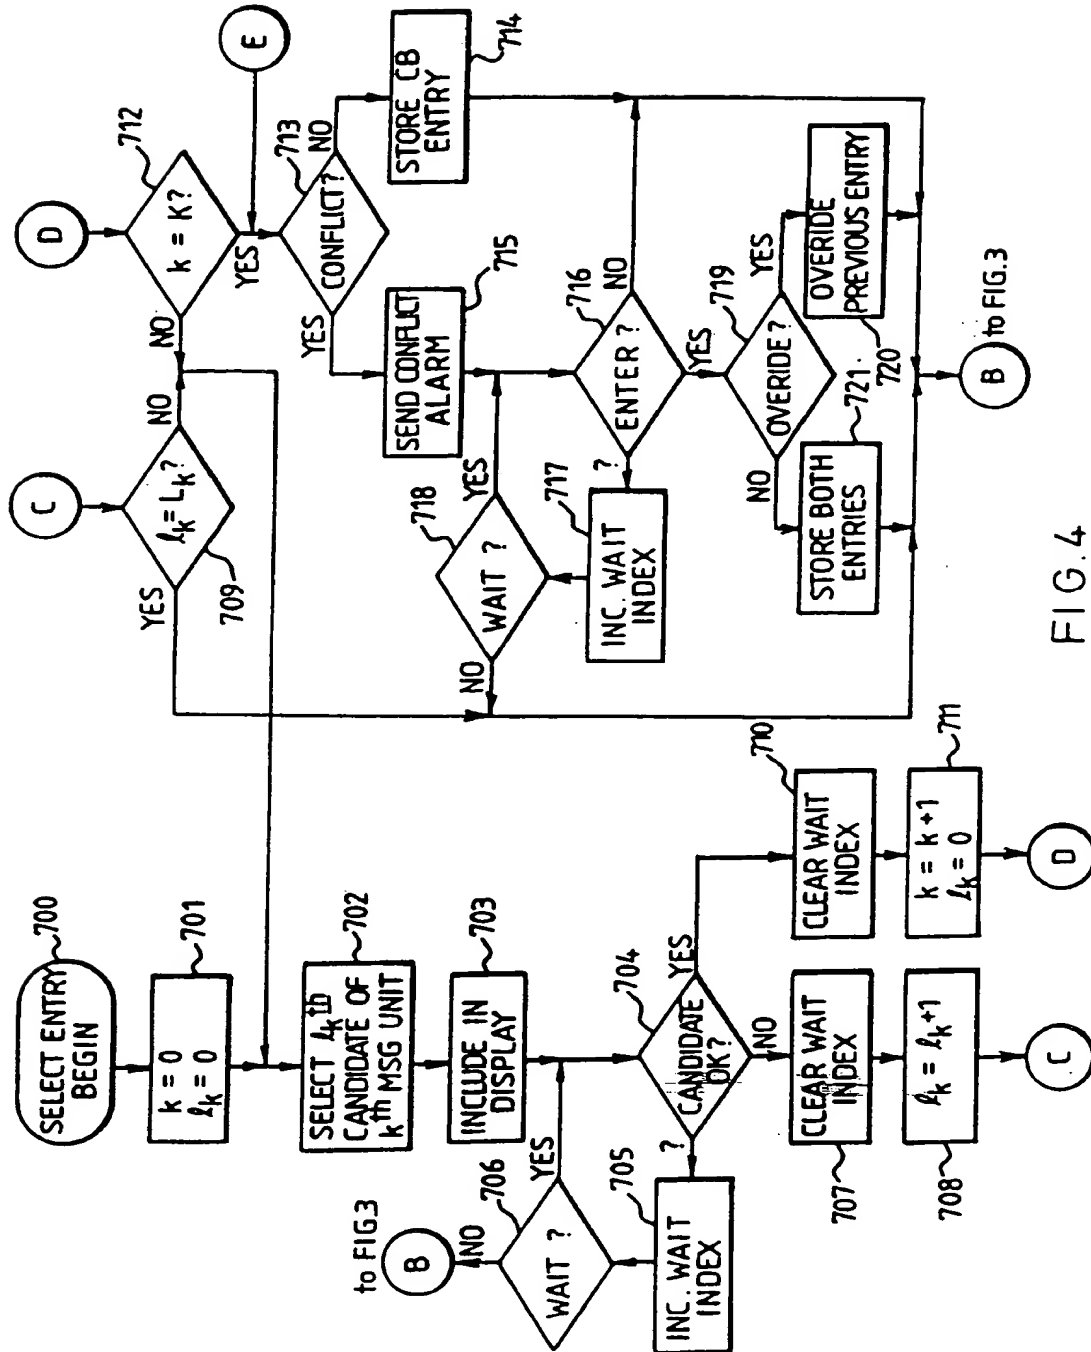 SELECT ENTRY
BEGIN
700
k = 0
ℓk = 0
701
SELECT ℓk th
CANDIDATE OF
kth MSG UNIT
702
INCLUDE IN
DISPLAY
703
CANDIDATE
OK?
704
YES
NO
?
INC. WAIT
INDEX
705
WAIT ?
706
YES
NO
B
to FIG.3
CLEAR WAIT
INDEX
707
ℓk = ℓk+1
708
C
CLEAR WAIT
INDEX
710
k = k+1
ℓk = 0
711
D
C
ℓk = Lk?
709
YES
NO
D
k = K?
712
NO
YES
E
CONFLICT?
713
YES
NO
STORE CB
ENTRY
714
SEND CONFLICT
ALARM
715
ENTER ?
716
NO
YES
?
INC. WAIT
INDEX
717
WAIT ?
718
YES
NO
OVERRIDE?
719
YES
NO
OVERRIDE
PREVIOUS ENTRY
720
STORE BOTH
ENTRIES
721
B
to FIG.3
FIG. 4